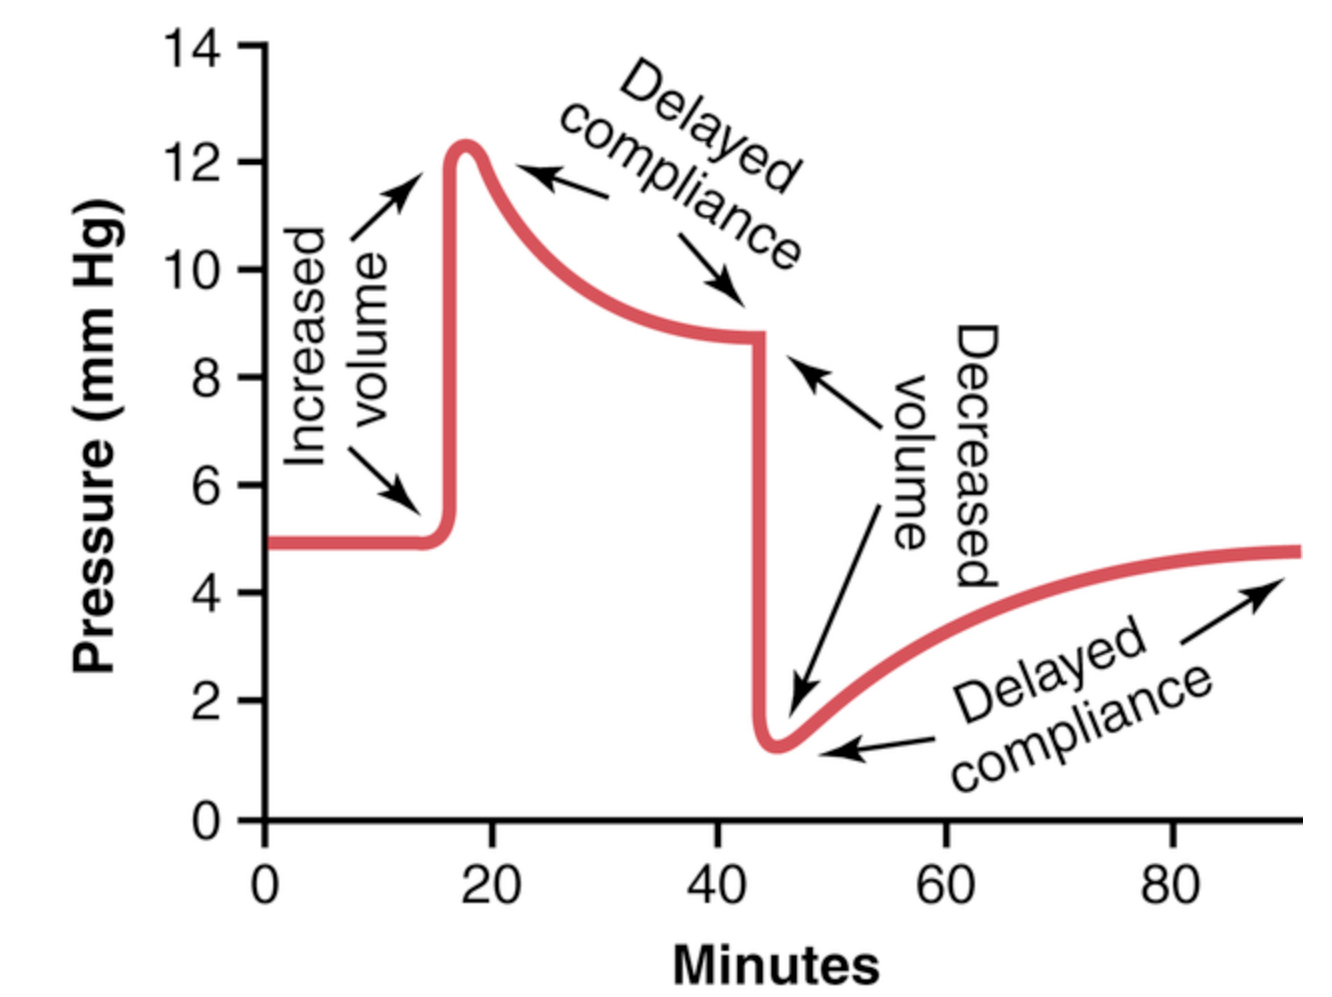 14
12
10
8
6
4
2
0
Pressure (mm Hg)
Increased
volume
Delayed
compliance
Decreased
volume
Delayed
compliance
0 20 40 60 80
Minutes